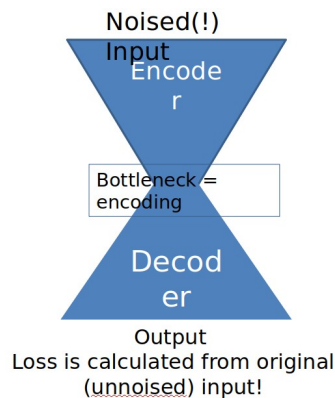 Noised(!)
Input
Encode
r
Bottleneck =
encoding
Decod
er
Output
Loss is calculated from original
(unnoised) input!